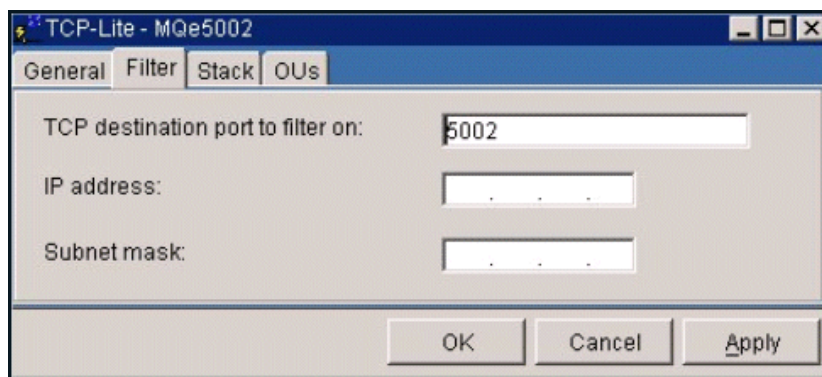 TCP-Lite - MQe5002
General Filter Stack OUs
TCP destination port to filter on: 5002
IP address: . . .
Subnet mask: . . .
OK Cancel Apply